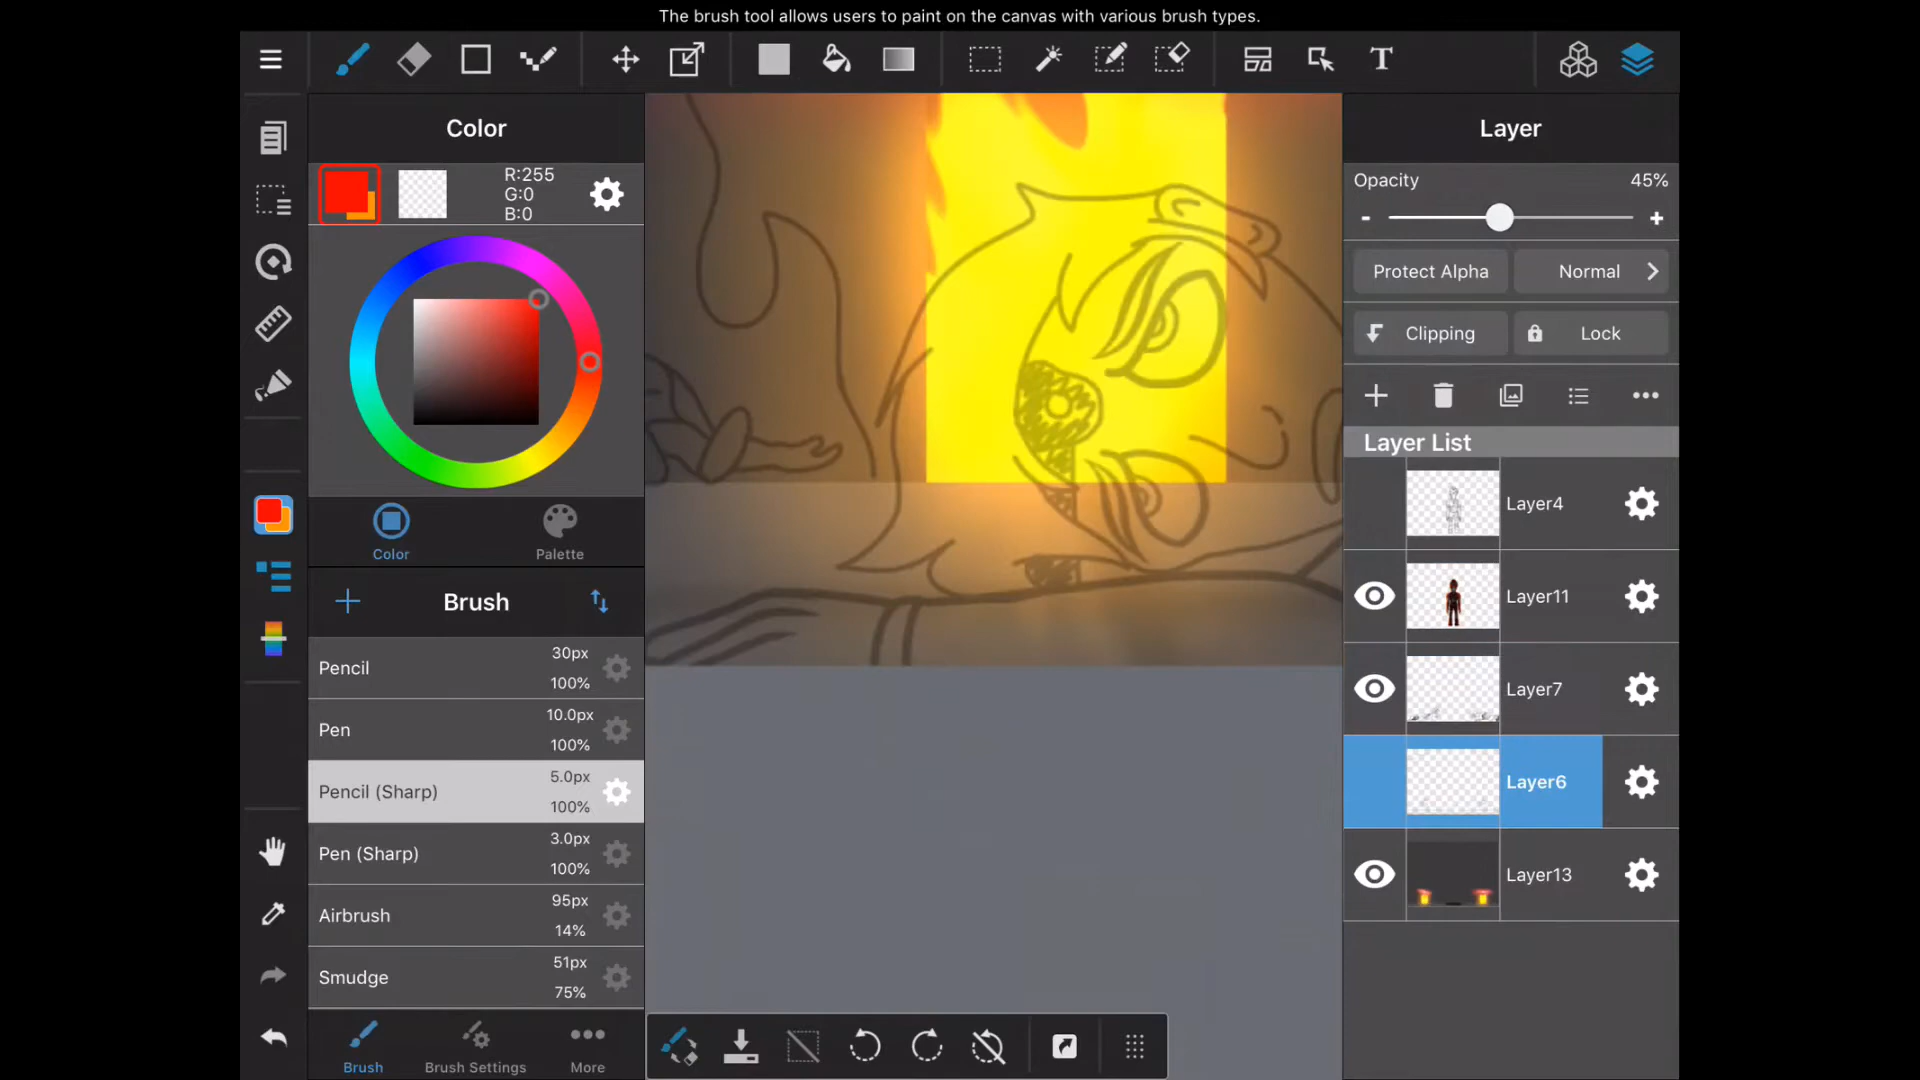 The brush tool allows users to paint on the canvas with various brush types.
T
Color
R:255
G:0
B:0
Color
Palette
Brush
Pencil
30px
100%
Pen
10.0px
100%
Pencil (Sharp)
5.0px
100%
Pen (Sharp)
3.0px
100%
Airbrush
95px
14%
Smudge
51px
75%
Brush
Brush Settings
More
Layer
Opacity
45%
- +
Protect Alpha
Normal
Clipping
Lock
Layer List
Layer4
Layer11
Layer7
Layer6
Layer13